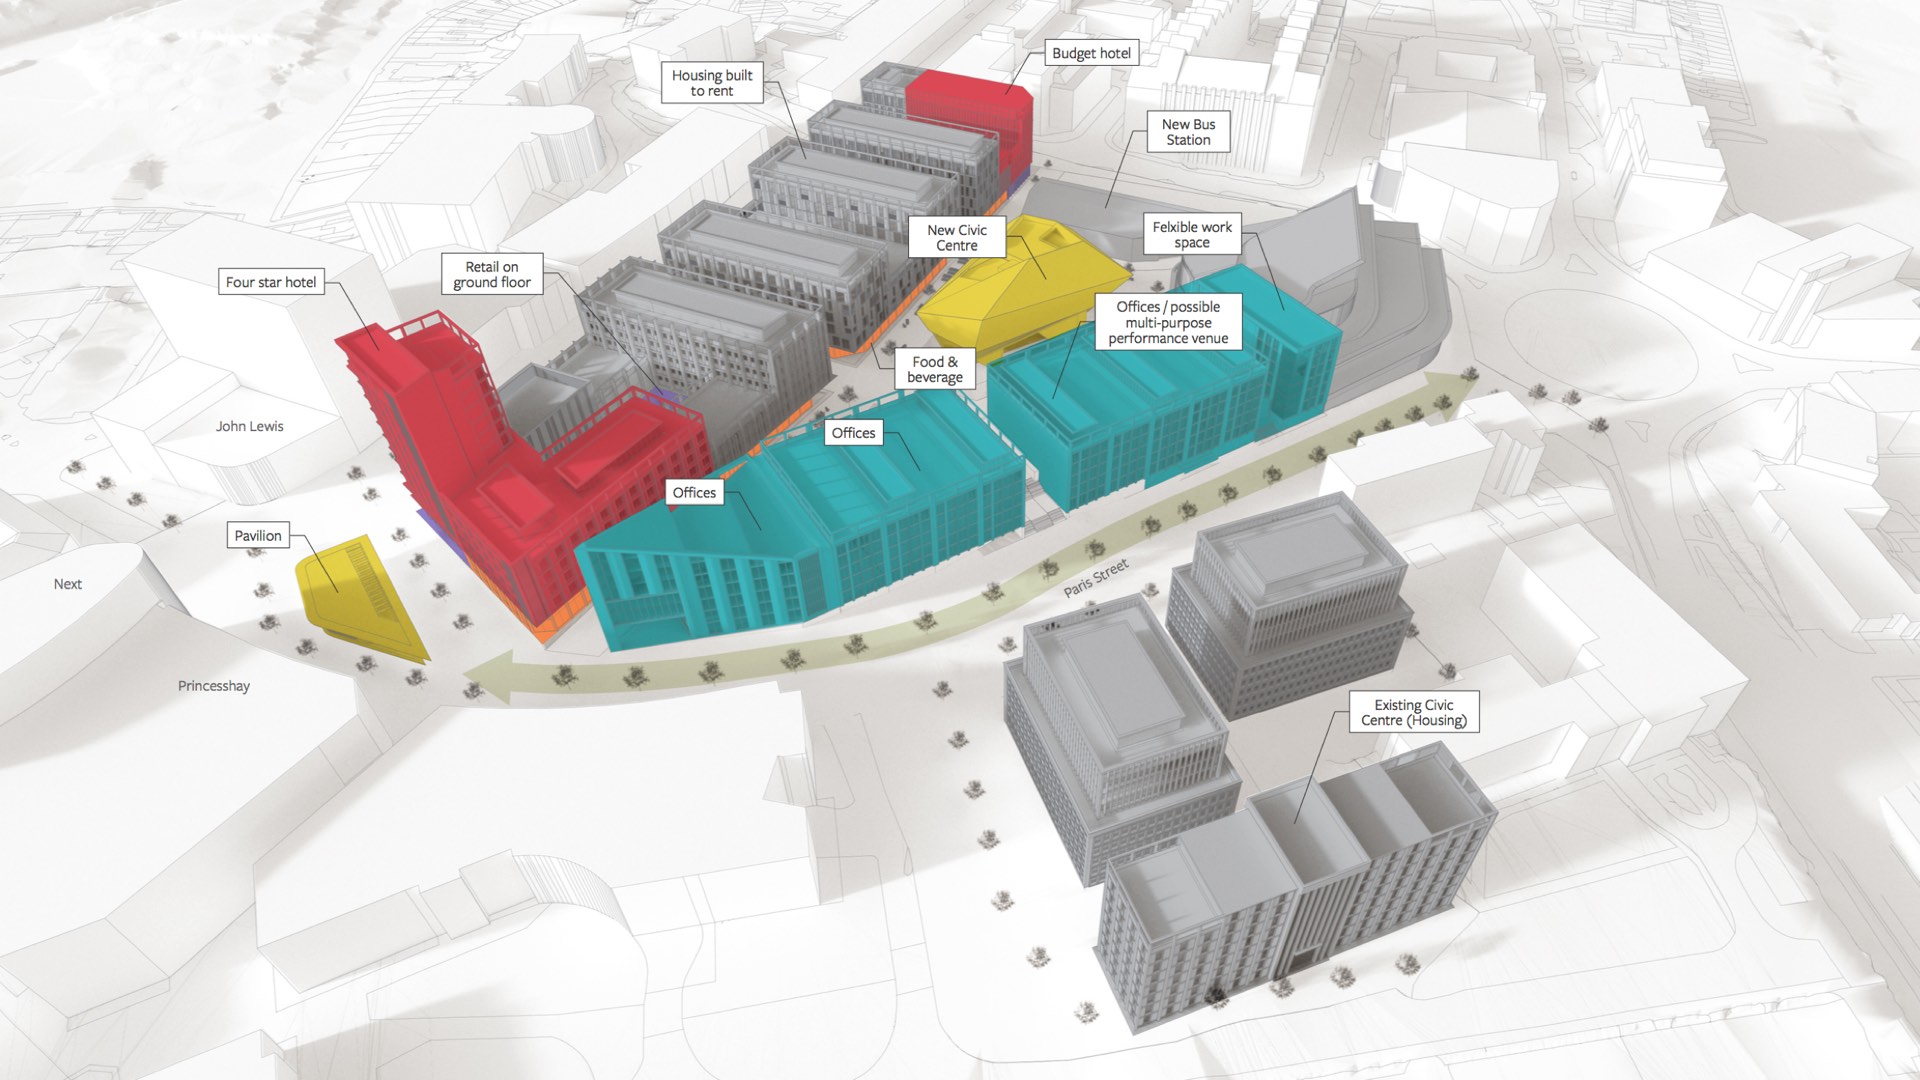 Budget hotel
Housing built
to rent
New Bus
Station
New Civic
Centre
Felxible work
space
Four star hotel
Retail on
ground floor
Offices / possible
multi-purpose
performance venue
Food &
beverage
John Lewis
Offices
Offices
Pavilion
Next
Paris Street
Princesshay
Existing Civic
Centre (Housing)